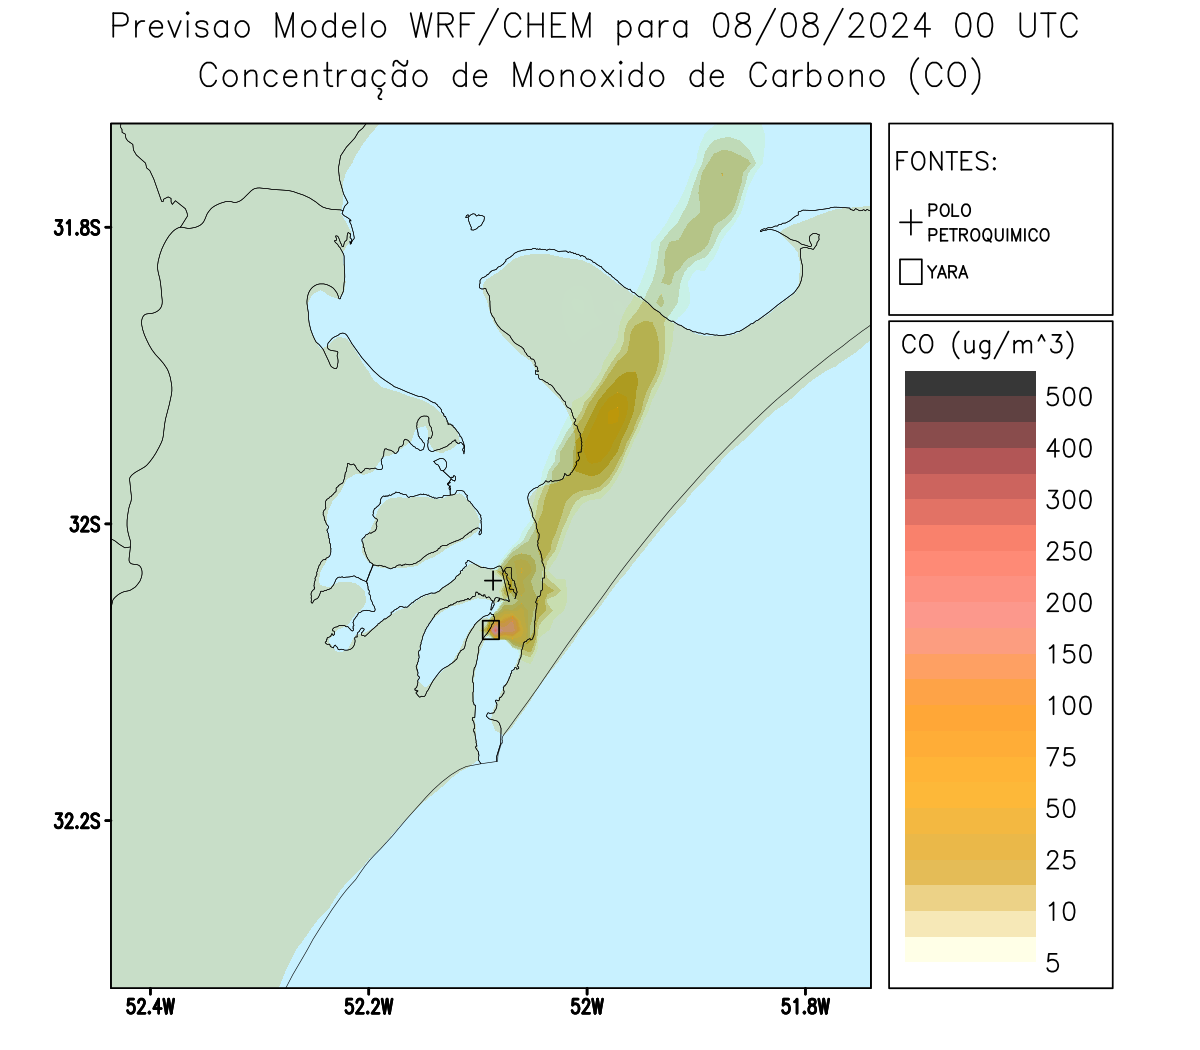 Previsao Modelo WRF/CHEM para 08/08/2024 00 UTC
Concentração de Monoxido de Carbono (CO)
FONTES:
POLO
PETROQUIMICO
YARA
CO (ug/m^3)
500
400
300
250
200
150
100
75
50
25
10
5
31.8S
32S
32.2S
52.4W
52.2W
52W
51.8W